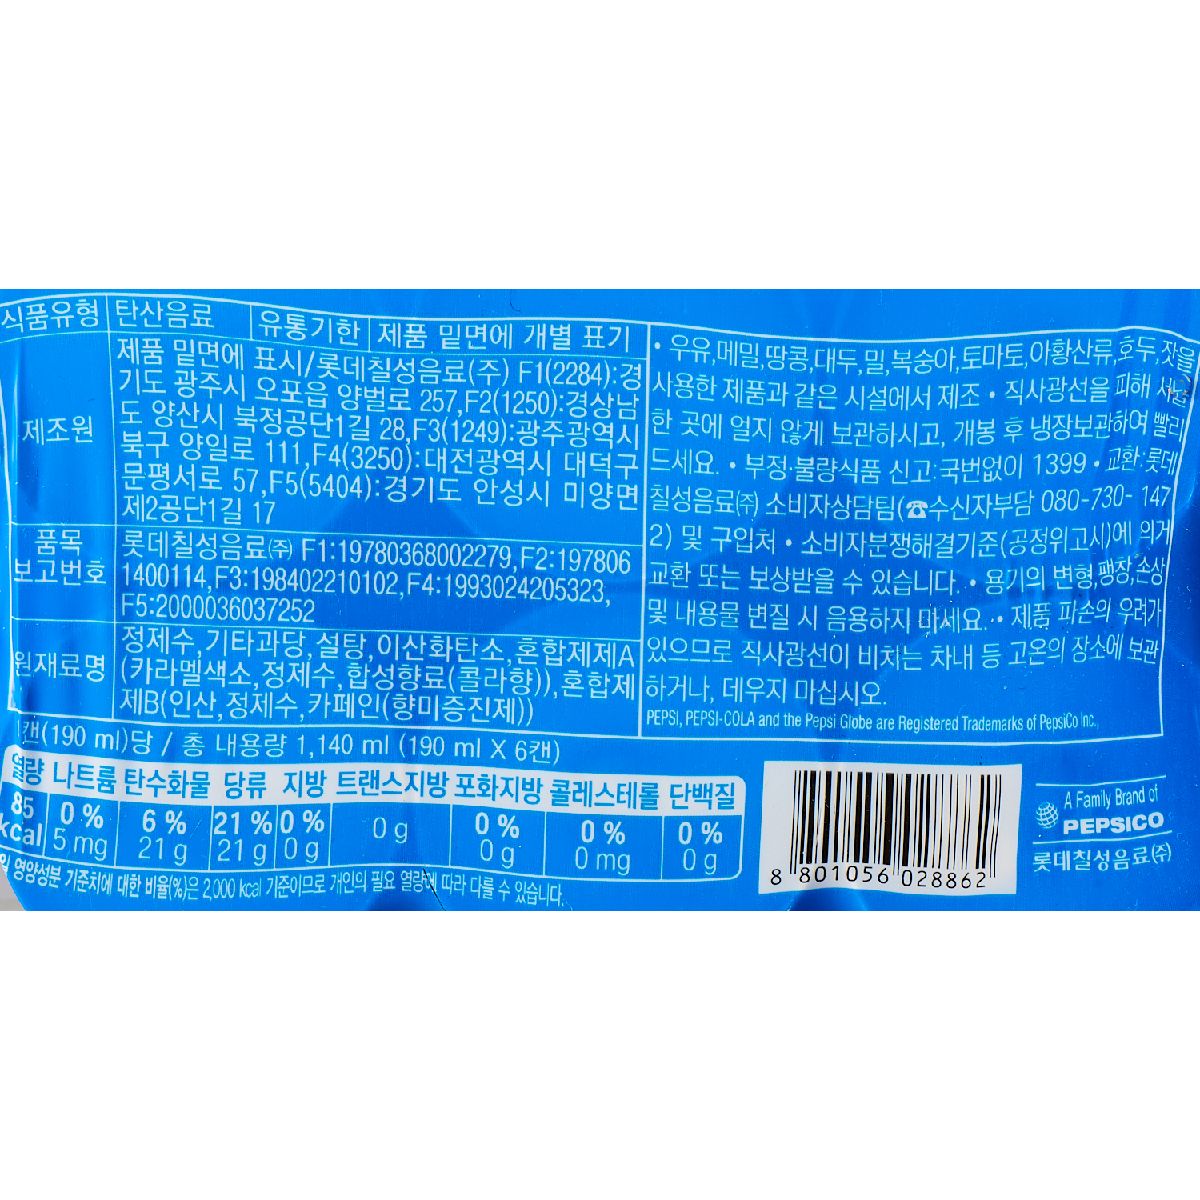 식품유형 탄산음료 유통기한 제품 밑면에 개별 표기
제조원
제품 밑면에 표시/롯데칠성음료(주) F1(2284):경
기도 광주시 오포읍 양벌로 257,F2(1250):경상남
도 양산시 북정공단1길 28,F3(1249):광주광역시
북구 양일로 111,F4(3250):대전광역시 대덕구
문평서로 57,F5(5404):경기도 안성시 미양면
제2공단1길 17
품목
보고번호
롯데칠성음료㈜ F1:19780368002279,F2:197806
1400114,F3:198402210102,F4:1993024205323,
F5:2000036037252
원재료명
정제수,기타과당,설탕,이산화탄소,혼합제제A
(카라멜색소,정제수,합성향료(콜라향)),혼합제
제B(인산,정제수,카페인(향미증진제))
• 우유,메밀,땅콩,대두,밀,복숭아,토마토,아황산류,호두,잣을
사용한 제품과 같은 시설에서 제조 • 직사광선을 피해 서늘
한 곳에 얼지 않게 보관하시고, 개봉 후 냉장보관하여 빨리
드세요. • 부정·불량식품 신고:국번없이 1399 • 교환:롯데
칠성음료㈜ 소비자상담팀(☎수신자부담 080-730-147
2) 및 구입처 • 소비자분쟁해결기준(공정위고시)에 의거
교환 또는 보상받을 수 있습니다. • 용기의 변형,팽창,손상
및 내용물 변질 시 음용하지 마세요. • 제품 파손의 우려가
있으므로 직사광선이 비치는 차내 등 고온의 장소에 보관
하거나, 데우지 마십시오.
PEPSI, PEPSI-COLA and the Pepsi Globe are Registered Trademarks of PepsiCo Inc.
1캔(190 ml)당 / 총 내용량 1,140 ml (190 ml X 6캔)
열량 나트륨 탄수화물 당류 지방 트랜스지방 포화지방 콜레스테롤 단백질
85 0 % 6 % 21 % 0 % 0 g 0 % 0 % 0 %
kcal 5 mg 21 g 21 g 0 g 0 g 0 mg 0 g
영양성분 기준치에 대한 비율(%)은 2,000 kcal 기준이므로 개인의 필요 열량에 따라 다를 수 있습니다.
8 801056 028862
A Family Brand of
PEPSICO
롯데칠성음료㈜